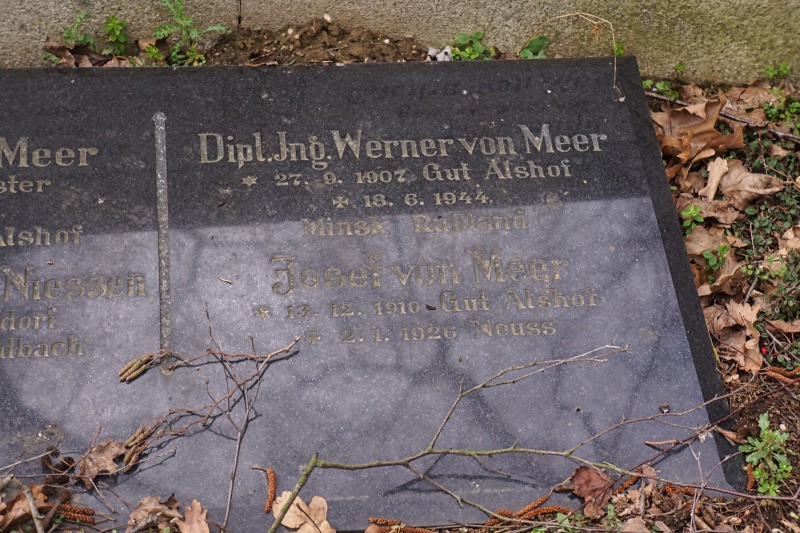 Meer
ster
Alshof
Niessen
dorf
dbach
Dipl. Jng. Werner von Meer
* 27. 9. 1907 Gut Alshof
+ 18. 6. 1944
Minsk Rußland
Josef von Meer
* 13. 12. 1910 Gut Alshof
+ 2. 1. 1926 Neuss